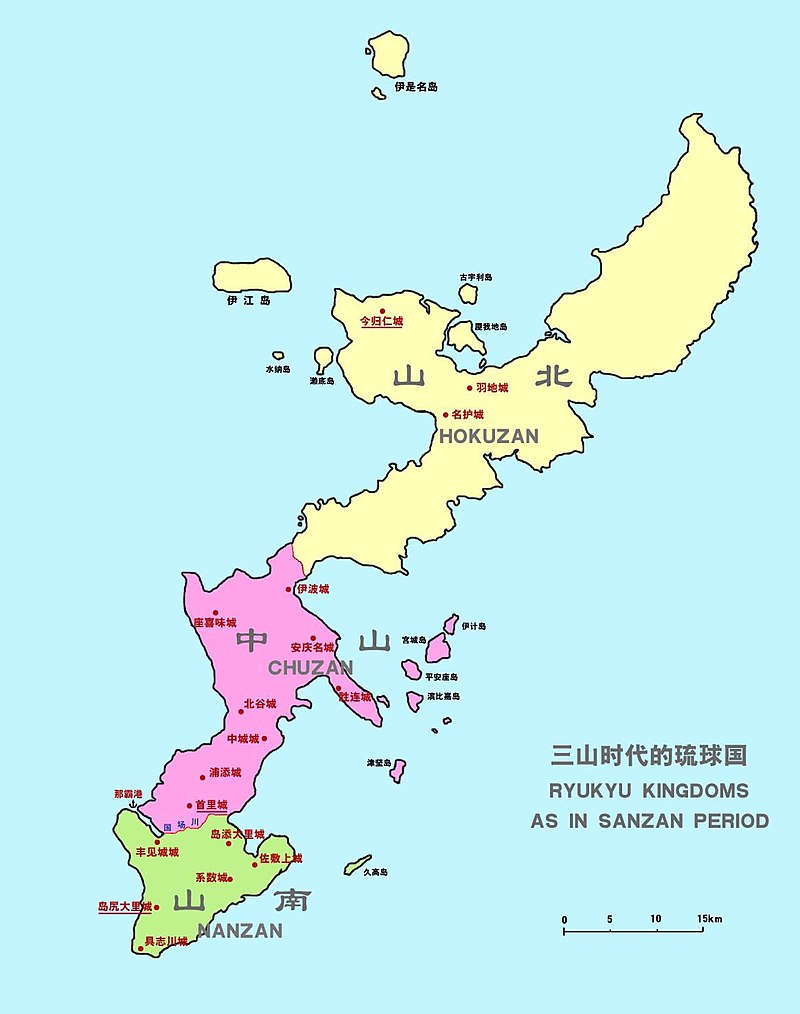 伊是名岛
伊江岛
古宇利岛
今归仁城
屋我地岛
水纳岛
濑底岛
山 北
羽地城
名护城
HOKUZAN
伊波城
座喜味城
中 山
安庆名城
CHUZAN
伊计岛
宫城岛
平安座岛
滨比嘉岛
胜连城
北谷城
中城城
津坚岛
浦添城
那霸港
首里城
国场川
岛添大里城
丰见城城
佐敷上城
系数城
久高岛
岛尻大里城
山 南
NANZAN
具志川城
三山时代的琉球国
RYUKYU KINGDOMS
AS IN SANZAN PERIOD
0 5 10 15km